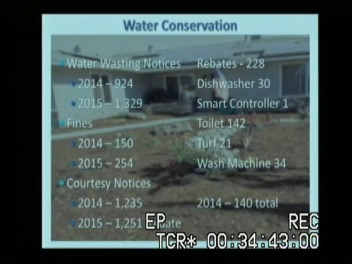 Water Conservation
Water Wasting Notices Rebates - 228
2014 – 924 Dishwasher 30
2015 – 1,329 Smart Controller 1
Fines Toilet 142
2014 – 150 Turf 21
2015 – 254 Wash Machine 34
Courtesy Notices
2014 – 1,235 2014 – 140 total
2015 – 1,251
EP REC
TCR* 00:34:43:00